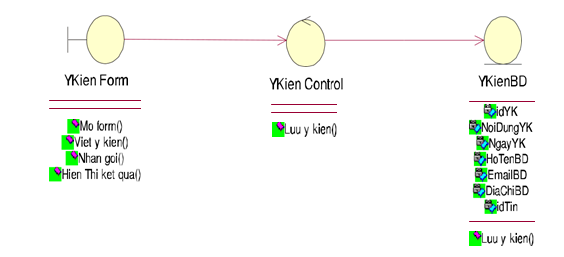 YKien Form
Mo form()
Viet y kien()
Nhan goi()
Hien Thi ket qua()
YKien Control
Luu y kien()
YKienBD
idYK
NoiDungYK
NgayYK
HoTenBD
EmailBD
DiaChiBD
idTin
Luu y kien()